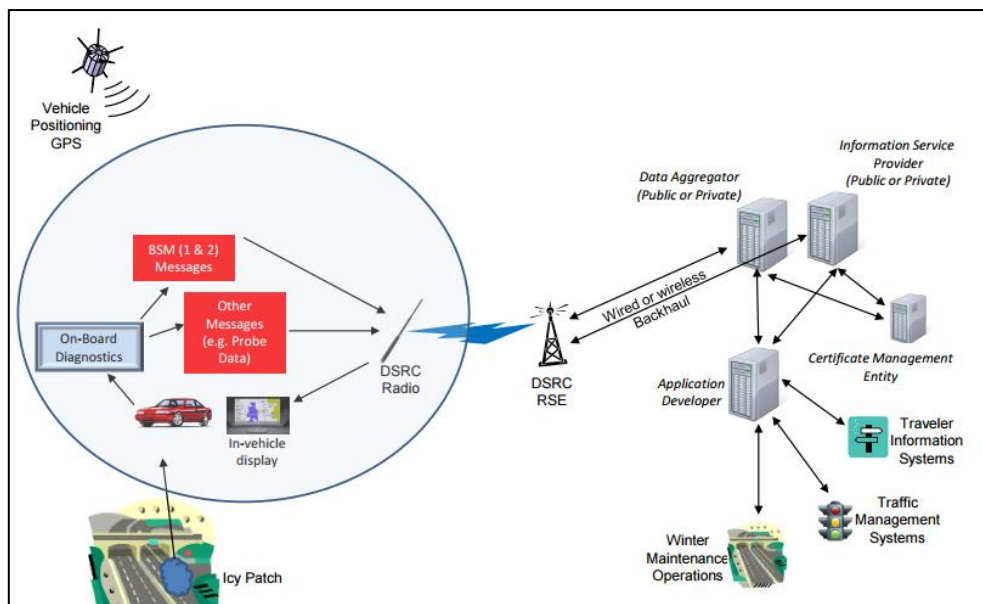 Vehicle
Positioning
GPS
BSM (1 & 2)
Messages
Other
Messages
(e.g. Probe
Data)
On-Board
Diagnostics
In-vehicle
display
DSRC
Radio
Icy Patch
DSRC
RSE
Wired or wireless
Backhaul
Data Aggregator
(Public or Private)
Information Service
Provider
(Public or Private)
Certificate Management
Entity
Application
Developer
Traveler
Information
Systems
Traffic
Management
Systems
Winter
Maintenance
Operations